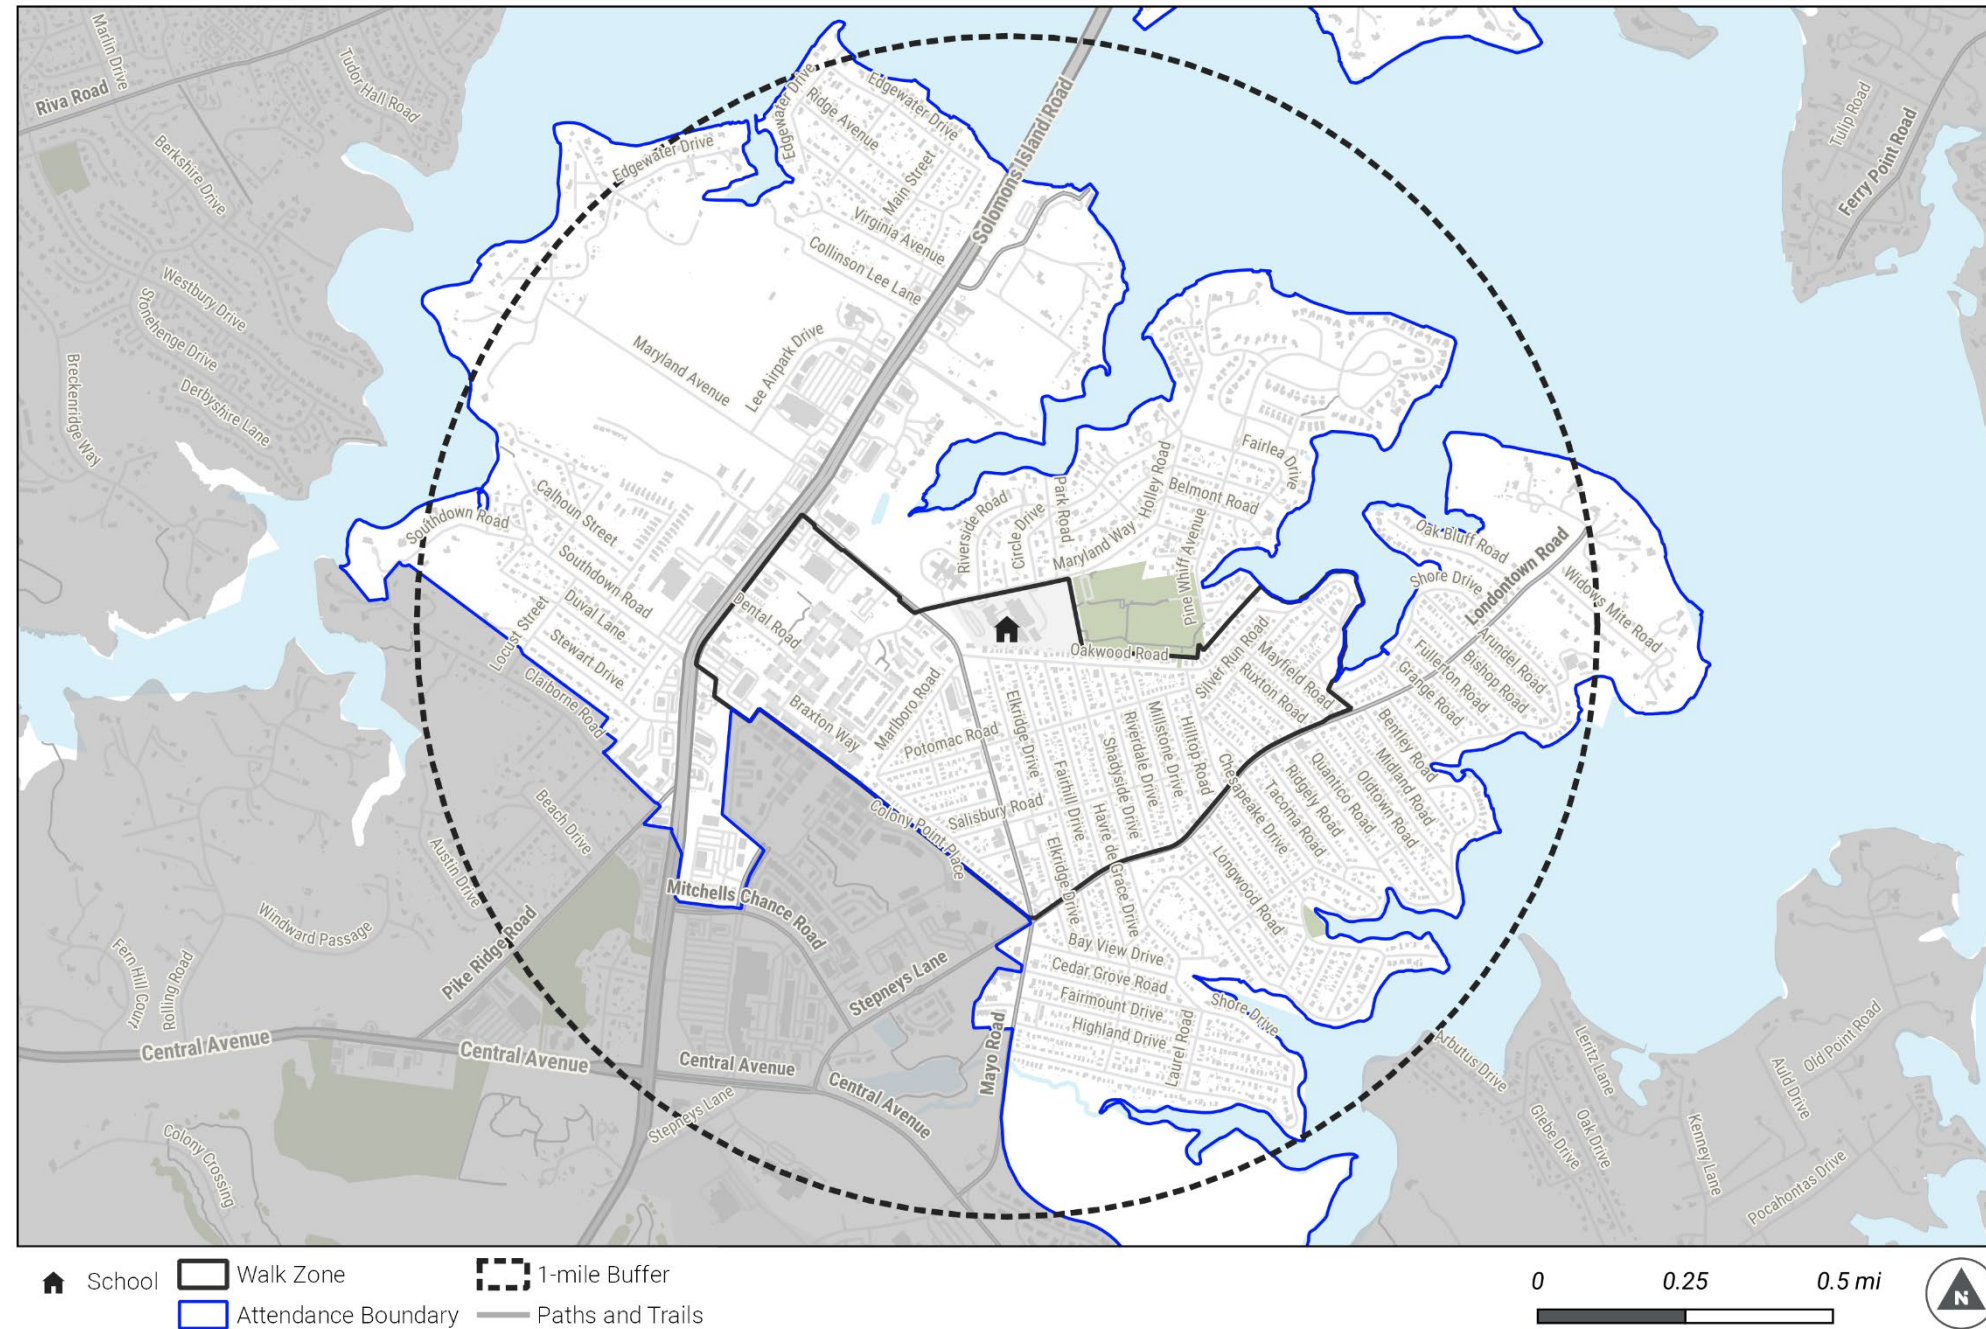 Marlin Drive
Tudor Hall Road
Riva Road
Berkshire Drive
Edgewater Drive
Edgewater Drive
Edgewater Drive
Ridge Avenue
Main Street
Virginia Avenue
Collinson Lee Lane
Solomons Island Road
Tulip Road
Ferry Point Road
Westbury Drive
Stonehenge Drive
Derbyshire Lane
Breckenridge Way
Maryland Avenue
Lee Airpark Drive
Fairlea Drive
Holley Road
Belmont Road
Park Road
Riverside Road
Circle Drive
Maryland Way
Pine Whiff Avenue
Calhoun Street
Southdown Road
Southdown Road
Duval Lane
Stewart Drive
Locust Street
Claiborne Road
Dental Road
Braxton Way
Marlboro Road
Oakwood Road
Silver Run Road
Mayfield Road
Ruxton Road
Oak Bluff Road
Shore Drive
Londontown Road
Widows Mite Road
Arundel Road
Bishop Road
Fullerton Road
Grange Road
Potomac Road
Elkridge Drive
Fairhill Drive
Shadyside Drive
Riverdale Drive
Millstone Drive
Hilltop Road
Havre de Grace Drive
Salisbury Road
Colony Point Place
Elkridge Drive
Chesapeake Drive
Tacoma Road
Ridgely Road
Quantico Road
Oldtown Road
Midland Road
Bentley Road
Longwood Road
Beach Drive
Austin Drive
Windward Passage
Pike Ridge Road
Fern Hill Court
Rolling Road
Mitchells Chance Road
Stepneys Lane
Bay View Drive
Cedar Grove Road
Fairmount Drive
Highland Drive
Laurel Road
Shore Drive
Mayo Road
Central Avenue
Central Avenue
Central Avenue
Central Avenue
Stepneys Lane
Colony Crossing
Arbutus Drive
Leritz Lane
Glebe Drive
Oak Drive
Kenney Lane
Auld Drive
Old Point Road
Pocahontas Drive
School
Walk Zone
1-mile Buffer
Attendance Boundary
Paths and Trails
0 0.25 0.5 mi
N